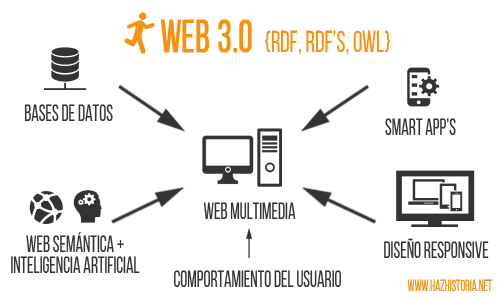 WEB 3.0 {RDF, RDF'S, OWL}
BASES DE DATOS
SMART APP'S
WEB MULTIMEDIA
WEB SEMÁNTICA +
INTELIGENCIA ARTIFICIAL
DISEÑO RESPONSIVE
COMPORTAMIENTO DEL USUARIO
WWW.HAZHISTORIA.NET